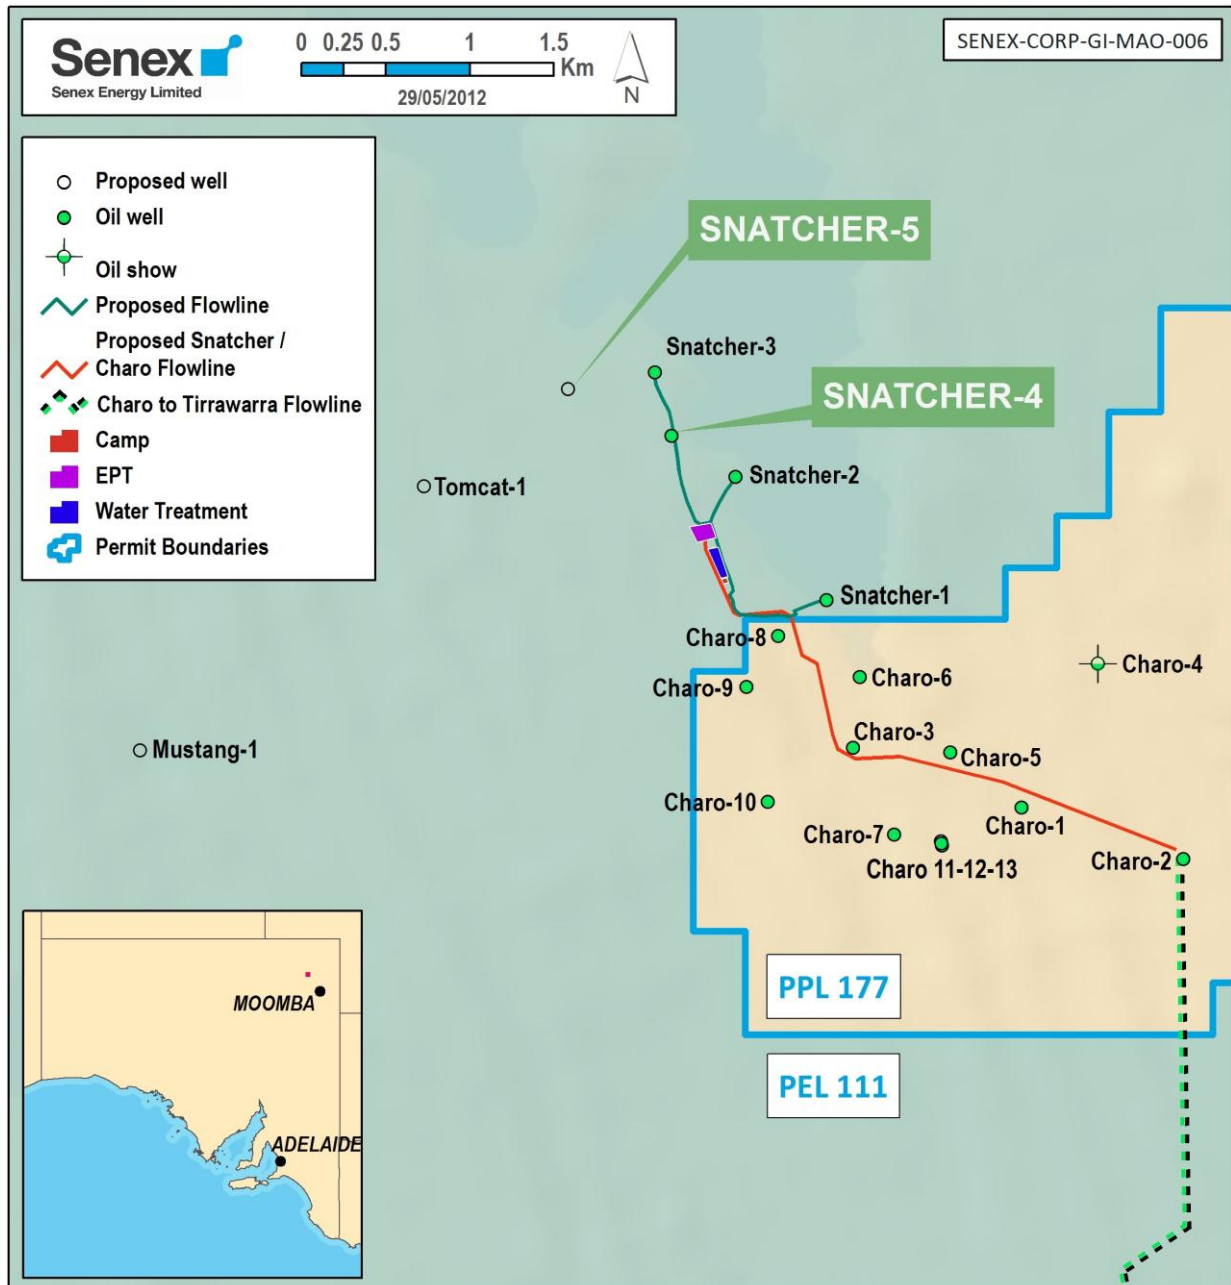 Senex
Senex Energy Limited
0 0.25 0.5 1 1.5
Km
29/05/2012
N
SENEX-CORP-GI-MAO-006
Proposed well
Oil well
Oil show
Proposed Flowline
Proposed Snatcher /
Charo Flowline
Charo to Tirrawarra Flowline
Camp
EPT
Water Treatment
Permit Boundaries
SNATCHER-5
Snatcher-3
SNATCHER-4
Snatcher-2
Tomcat-1
Snatcher-1
Charo-8
Charo-4
Charo-6
Charo-9
Charo-3
Mustang-1
Charo-5
Charo-10
Charo-1
Charo-7
Charo-2
Charo 11-12-13
PPL 177
PEL 111
MOOMBA
ADELAIDE